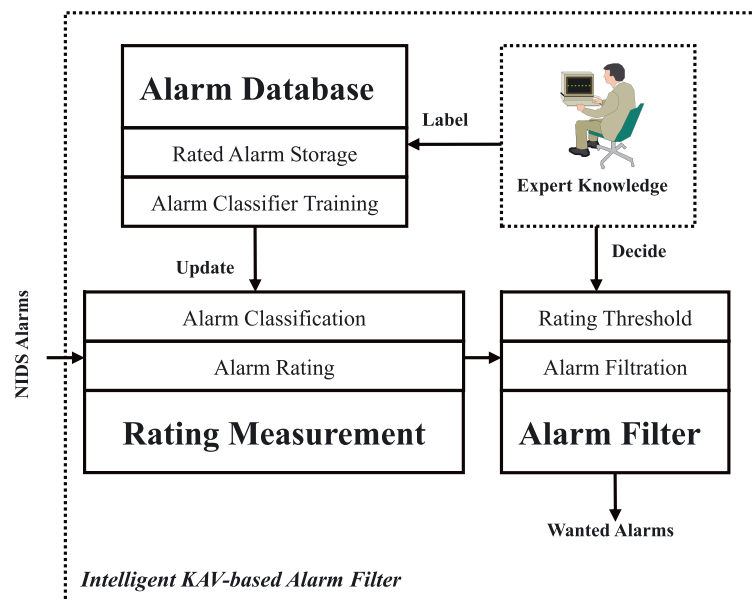 Alarm Database
Rated Alarm Storage
Alarm Classifier Training
Label
Expert Knowledge
Update
Decide
NIDS Alarms
Alarm Classification
Alarm Rating
Rating Measurement
Rating Threshold
Alarm Filtration
Alarm Filter
Wanted Alarms
Intelligent KAV-based Alarm Filter